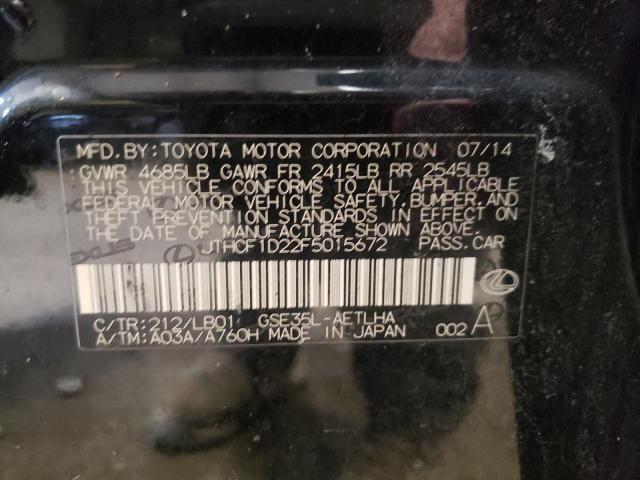 MFD.BY:TOYOTA MOTOR CORPORATION 07/14
GVWR 4685LB GAWR FR 2415LB RR 2545LB
THIS VEHICLE CONFORMS TO ALL APPLICABLE
FEDERAL MOTOR VEHICLE SAFETY,BUMPER,AND
THEFT PREVENTION STANDARDS IN EFFECT ON
THE DATE OF MANUFACTURE SHOWN ABOVE.
JTHCF1D22F5015672 PASS.CAR
C/TR:212/LB01 GSE35L-AETLHA
A/TM:A03A/A760H MADE IN JAPAN 002 A